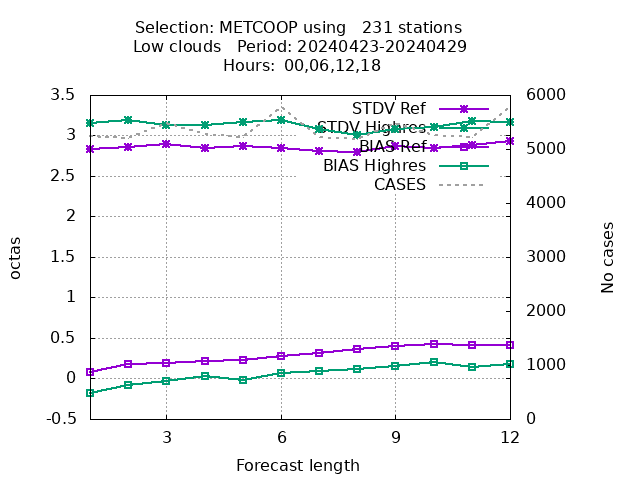 Selection: METCOOP using   231 stations
Low clouds   Period: 20240423-20240429
Hours:  00,06,12,18
3.5
3
2.5
2
1.5
1
0.5
0
-0.5
octas
6000
5000
4000
3000
2000
1000
0
No cases
STDV Ref
STDV Highres
BIAS Ref
BIAS Highres
CASES
3
6
9
12
Forecast length